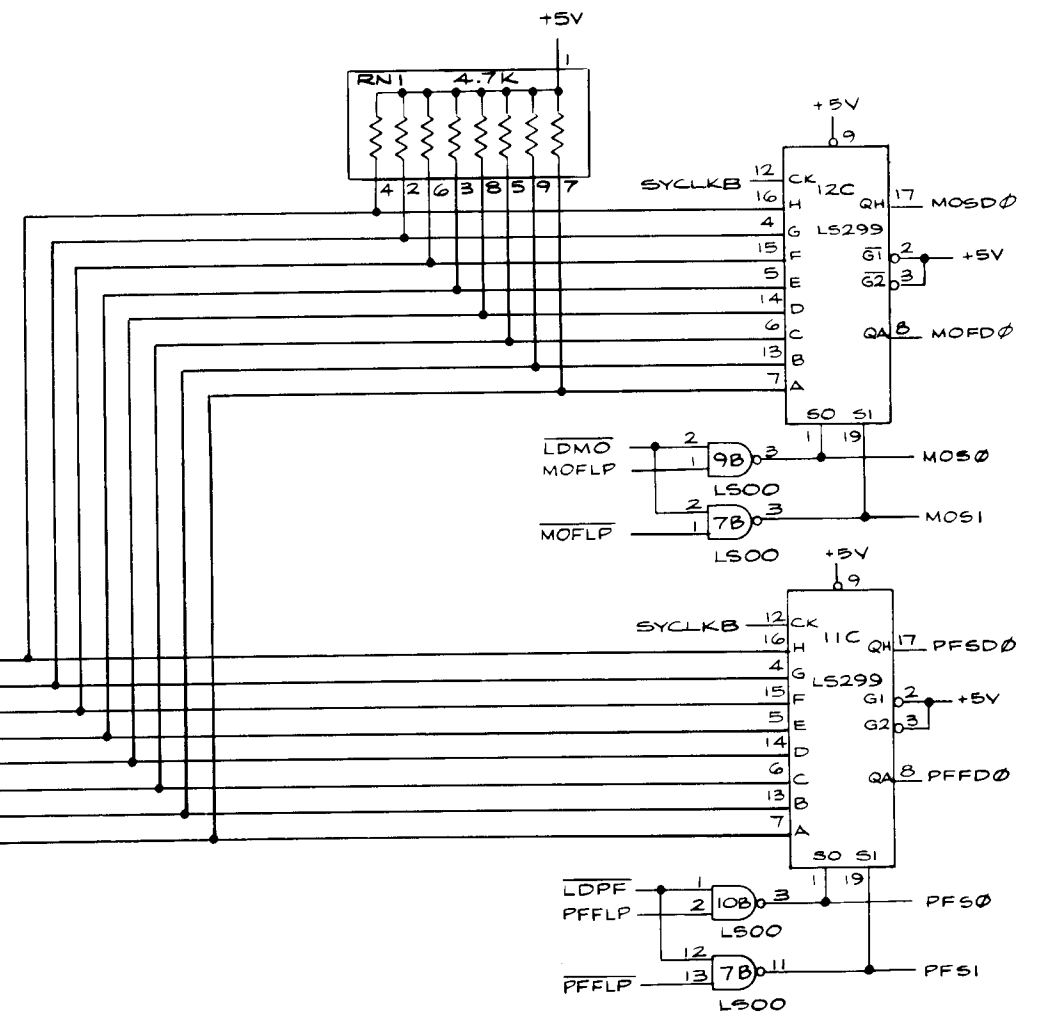 +5V
1
RN1 4.7K
4 2 6 3 8 5 9 7
+5V
9
SYCLKB 12 CK 12C
16 H QH 17 MOSDØ
4 G LS299
15 F G1 2 +5V
5 E G2 3
14 D
6 C QA 8 MOFDØ
13 B
7 A
S0 S1
1 19
LDMO 2 9B 3 MOSØ
MOFLP 1
LS00
2 7B 3 MOS1
MOFLP 1
LS00
+5V
9
SYCLKB 12 CK 11C
16 H QH 17 PFSDØ
4 G LS299
15 F G1 2 +5V
5 E G2 3
14 D
6 C QA 8 PFFDØ
13 B
7 A
S0 S1
1 19
LDPF 1 10B 3 PFSØ
PFFLP 2
LS00
12 7B 11 PFS1
PFFLP 13
LS00